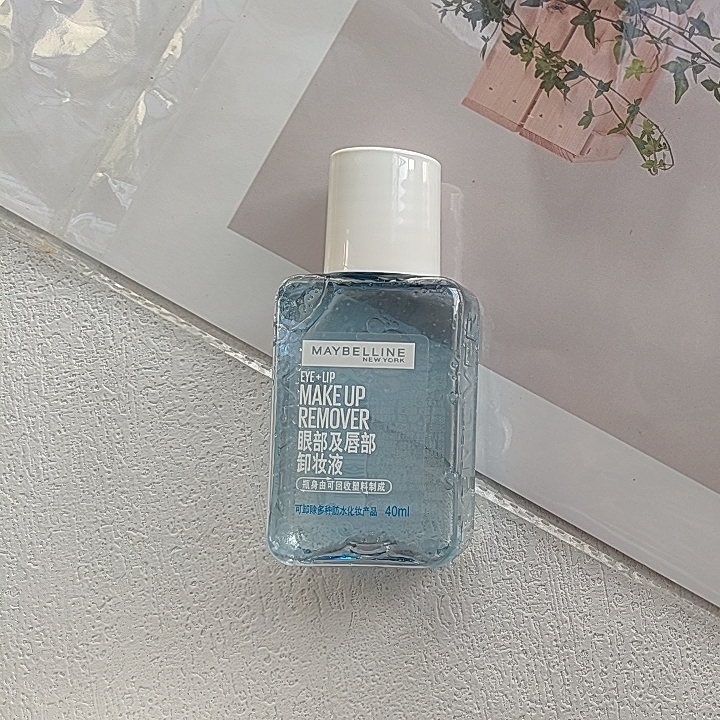 MAYBELLINE
NEW YORK
EYE+LIP
MAKE UP
REMOVER
眼部及唇部
卸妆液
瓶身由可回收塑料制成
可卸除多种防水化妆产品 40ml